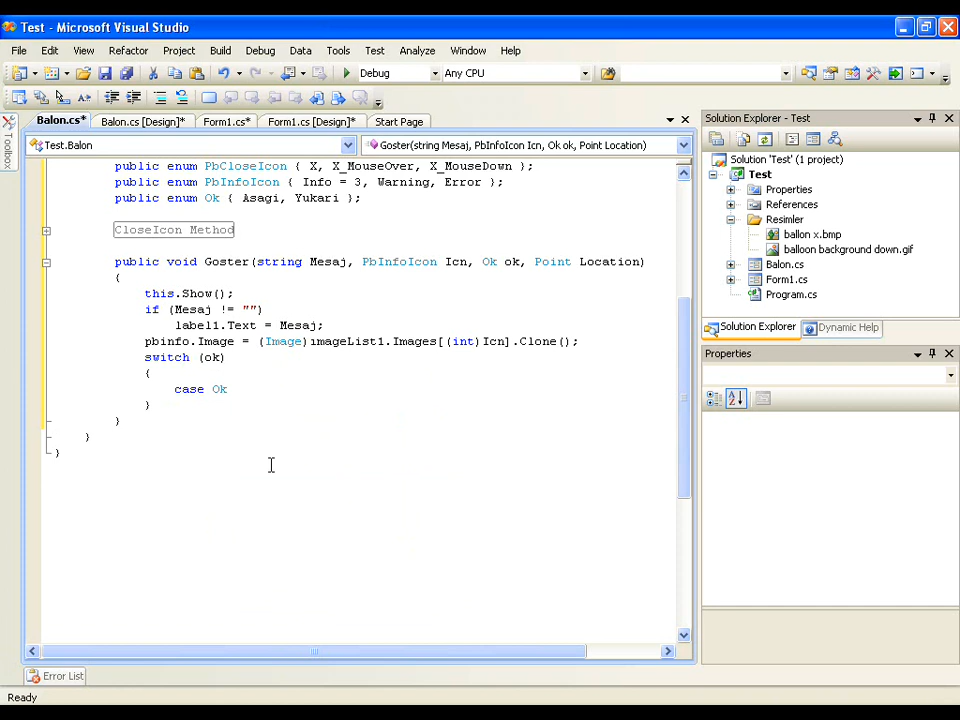 Test - Microsoft Visual Studio
File Edit View Refactor Project Build Debug Data Tools Test Analyze Window Help
Debug Any CPU
Balon.cs* Balon.cs [Design]* Form1.cs* Form1.cs [Design]* Start Page
Toolbox
Test.Balon Goster(string Mesaj, PbInfoIcon Icn, Ok ok, Point Location)
public enum PbCloseIcon { X, X_MouseOver, X_MouseDown };
public enum PbInfoIcon { Info = 3, Warning, Error };
public enum Ok { Asagi, Yukari };
CloseIcon Method
public void Goster(string Mesaj, PbInfoIcon Icn, Ok ok, Point Location)
{
this.Show();
if (Mesaj != "")
label1.Text = Mesaj;
pbinfo.Image = (Image)imageList1.Images[(int)Icn].Clone();
switch (ok)
{
case Ok
}
}
}
}
Solution Explorer - Test
Solution 'Test' (1 project)
Test
Properties
References
Resimler
ballon x.bmp
balloon background down.gif
Balon.cs
Form1.cs
Program.cs
Solution Explorer Dynamic Help
Properties
Error List
Ready